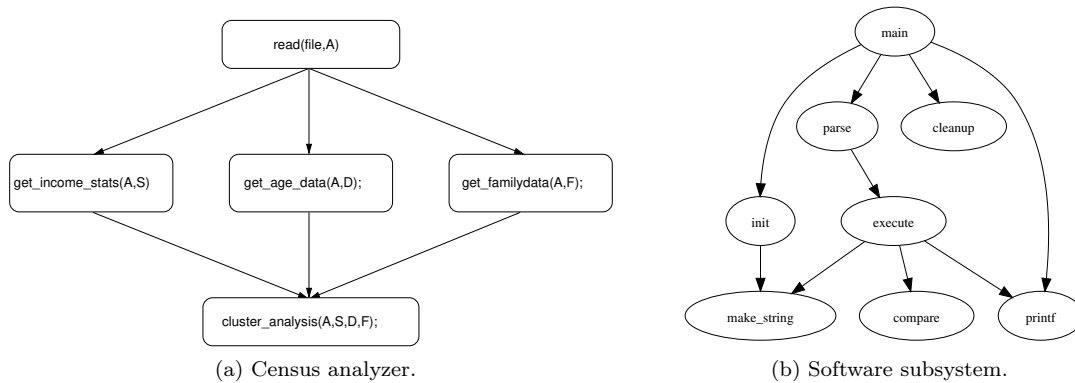 read(file,A)
get_income_stats(A,S)
get_age_data(A,D);
get_familydata(A,F);
cluster_analysis(A,S,D,F);
(a) Census analyzer.
main
parse
cleanup
init
execute
make_string
compare
printf
(b) Software subsystem.